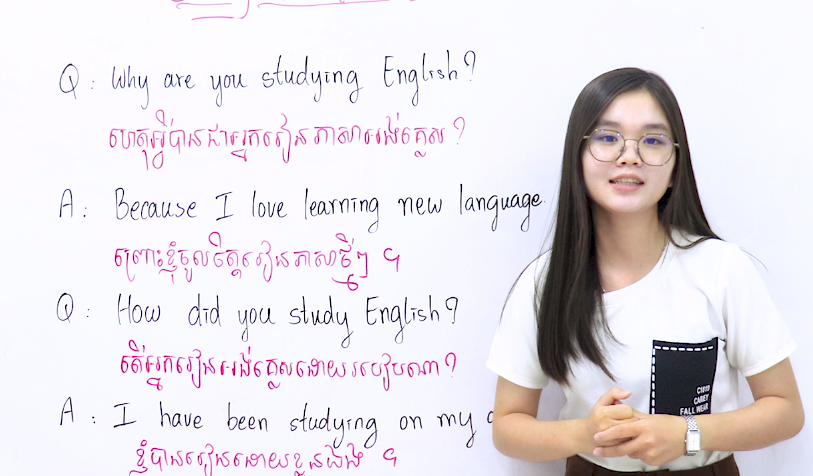 Q : Why are you studying English?
ហេតុអ្វីបានជាអ្នករៀនភាសាអង់គ្លេស ?
A : Because I love learning new language
ព្រោះខ្ញុំចូលចិត្តរៀនភាសាថ្មីៗ ។
Q : How did you study English?
តើអ្នករៀនអង់គ្លេសដោយរបៀបណា ?
A : I have been studying on my
ខ្ញុំបានរៀនដោយខ្លួនឯង ។
CAREY
FALL WEAR